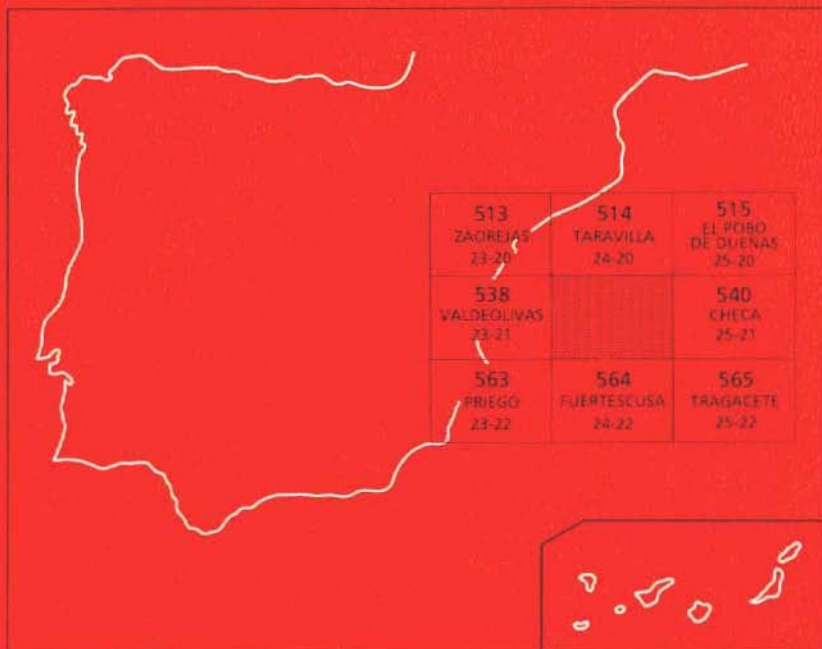 513
ZAOREJAS
23-20
514
TARAVILLA
24-20
515
EL POBO
DE DUEÑAS
25-20
538
VALDEOLIVAS
23-21
540
CHECA
25-21
563
PRIEGO
23-22
564
FUERTESCUSA
24-22
565
TRAGACETE
25-22